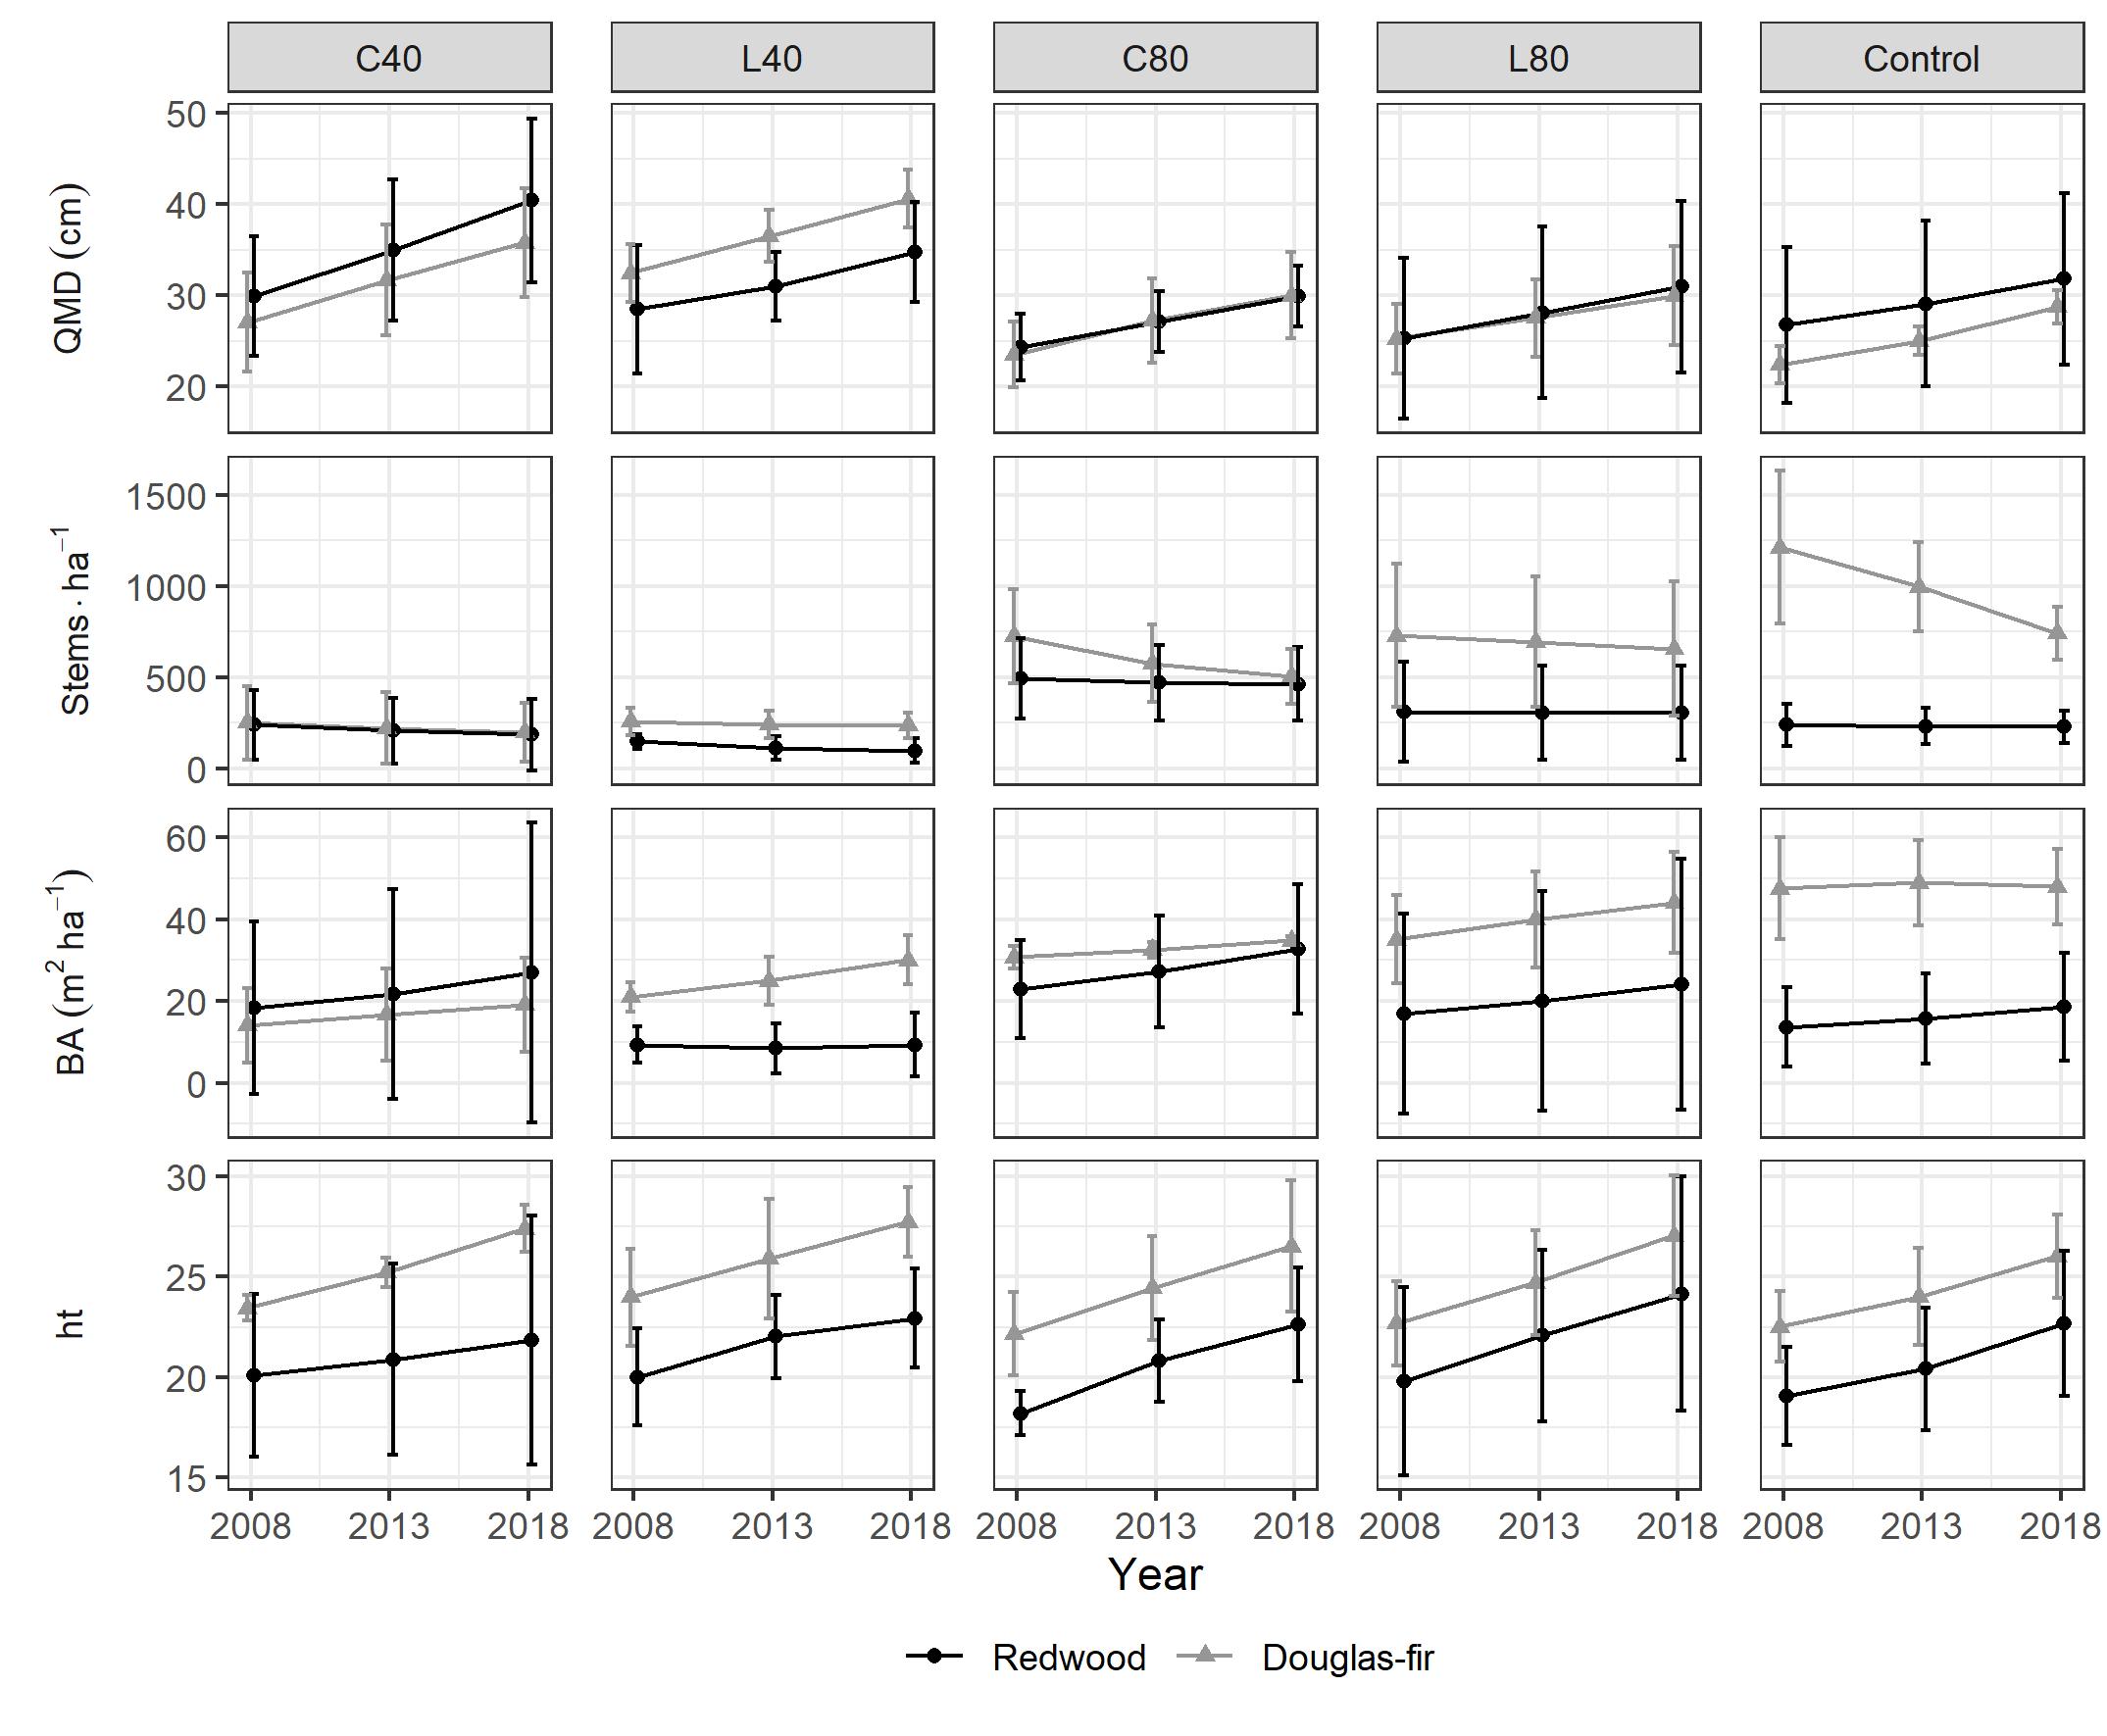 C40 L40 C80 L80 Control
QMD (cm)
50
40
30
20
Stems · ha⁻¹
1500
1000
500
0
BA (m² ha⁻¹)
60
40
20
0
ht
30
25
20
15
2008 2013 2018 2008 2013 2018 2008 2013 2018 2008 2013 2018 2008 2013 2018
Year
Redwood Douglas-fir